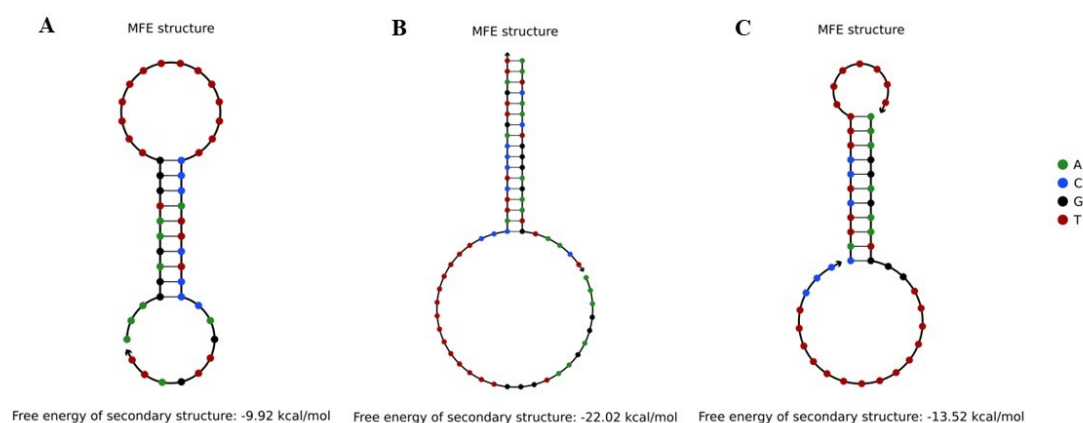 A
MFE structure
Free energy of secondary structure: -9.92 kcal/mol
B
MFE structure
Free energy of secondary structure: -22.02 kcal/mol
C
MFE structure
Free energy of secondary structure: -13.52 kcal/mol
A
C
G
T